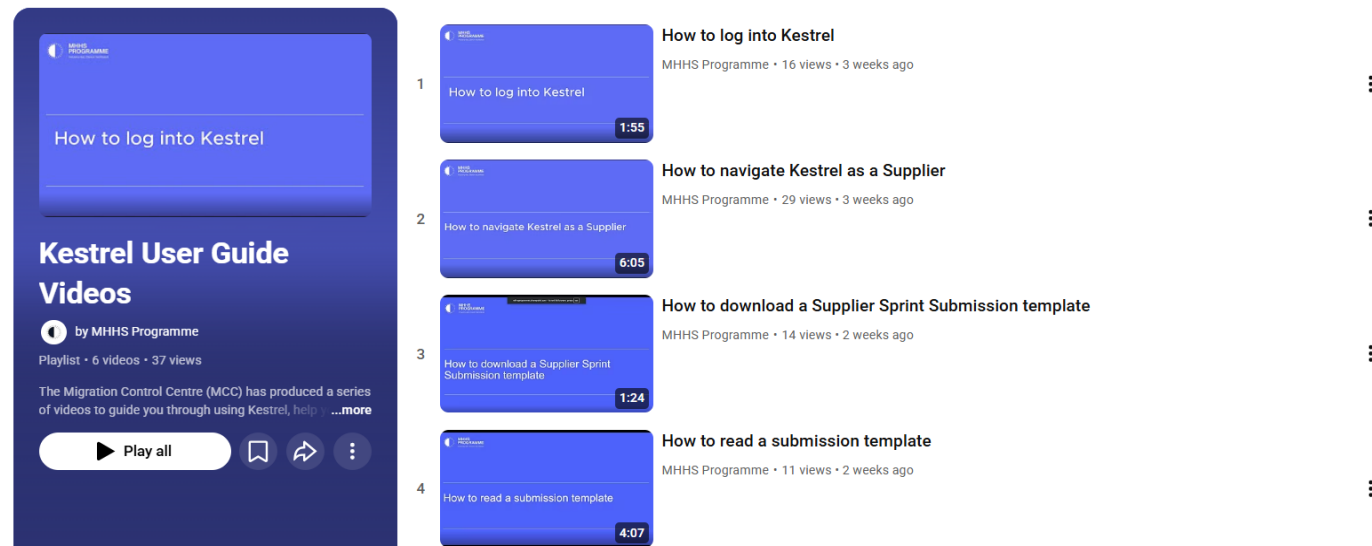 MHHS
PROGRAMME
How to log into Kestrel
Kestrel User Guide
Videos
by MHHS Programme
Playlist • 6 videos • 37 views
The Migration Control Centre (MCC) has produced a series
of videos to guide you through using Kestrel, help ...more
Play all
1
MHHS
PROGRAMME
How to log into Kestrel
1:55
How to log into Kestrel
MHHS Programme • 16 views • 3 weeks ago
2
MHHS
PROGRAMME
How to navigate Kestrel as a Supplier
6:05
How to navigate Kestrel as a Supplier
MHHS Programme • 29 views • 3 weeks ago
3
MHHS
PROGRAMME
How to download a Supplier Sprint
Submission template
1:24
How to download a Supplier Sprint Submission template
MHHS Programme • 14 views • 2 weeks ago
4
MHHS
PROGRAMME
How to read a submission template
4:07
How to read a submission template
MHHS Programme • 11 views • 2 weeks ago